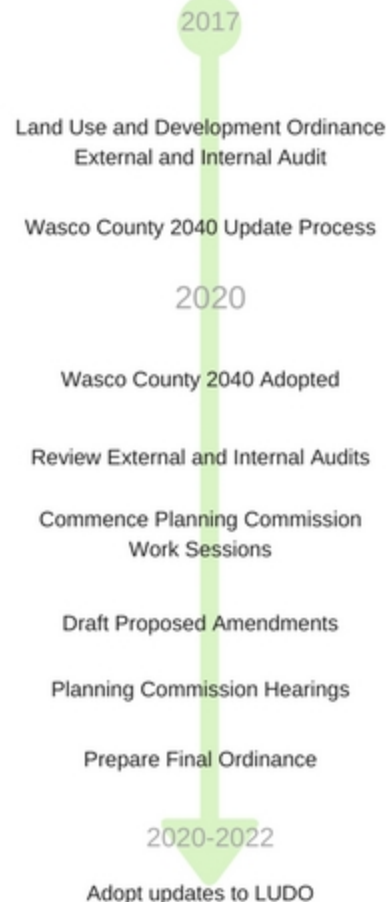 2017
Land Use and Development Ordinance
External and Internal Audit
Wasco County 2040 Update Process
2020
Wasco County 2040 Adopted
Review External and Internal Audits
Commence Planning Commission
Work Sessions
Draft Proposed Amendments
Planning Commission Hearings
Prepare Final Ordinance
2020-2022
Adopt updates to LUDO